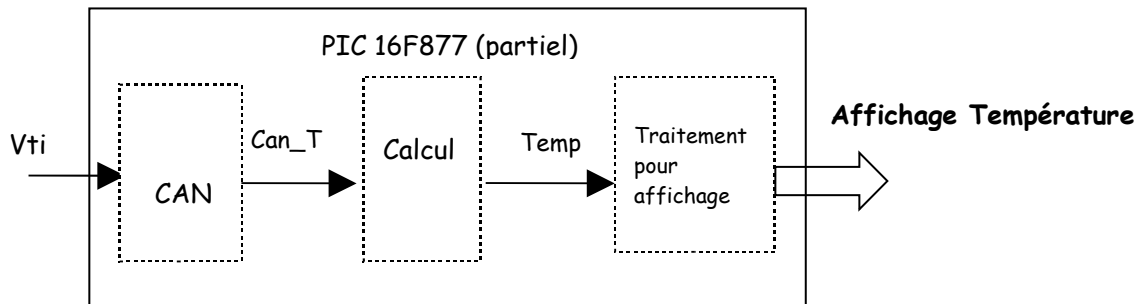 PIC 16F877 (partiel)
Vti
CAN
Can_T
Calcul
Temp
Traitement
pour
affichage
Affichage Température